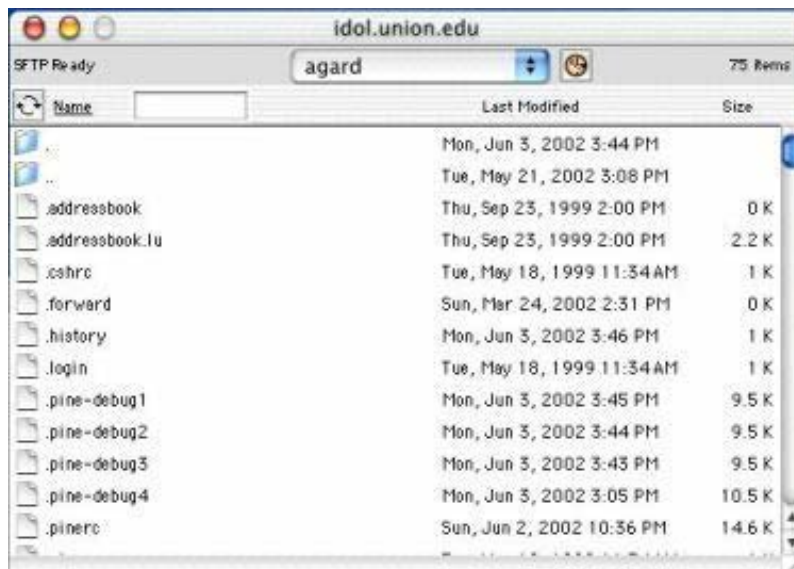 idol.union.edu
SFTP Ready agard 75 items
Name Last Modified Size
. Mon, Jun 3, 2002 3:44 PM
.. Tue, May 21, 2002 3:08 PM
.addressbook Thu, Sep 23, 1999 2:00 PM 0 K
.addressbook.lu Thu, Sep 23, 1999 2:00 PM 2.2 K
.cshrc Tue, May 18, 1999 11:34 AM 1 K
.forward Sun, Mar 24, 2002 2:31 PM 0 K
.history Mon, Jun 3, 2002 3:46 PM 1 K
.login Tue, May 18, 1999 11:34 AM 1 K
.pine-debug1 Mon, Jun 3, 2002 3:45 PM 9.5 K
.pine-debug2 Mon, Jun 3, 2002 3:44 PM 9.5 K
.pine-debug3 Mon, Jun 3, 2002 3:43 PM 9.5 K
.pine-debug4 Mon, Jun 3, 2002 3:05 PM 10.5 K
.pinerc Sun, Jun 2, 2002 10:36 PM 14.6 K